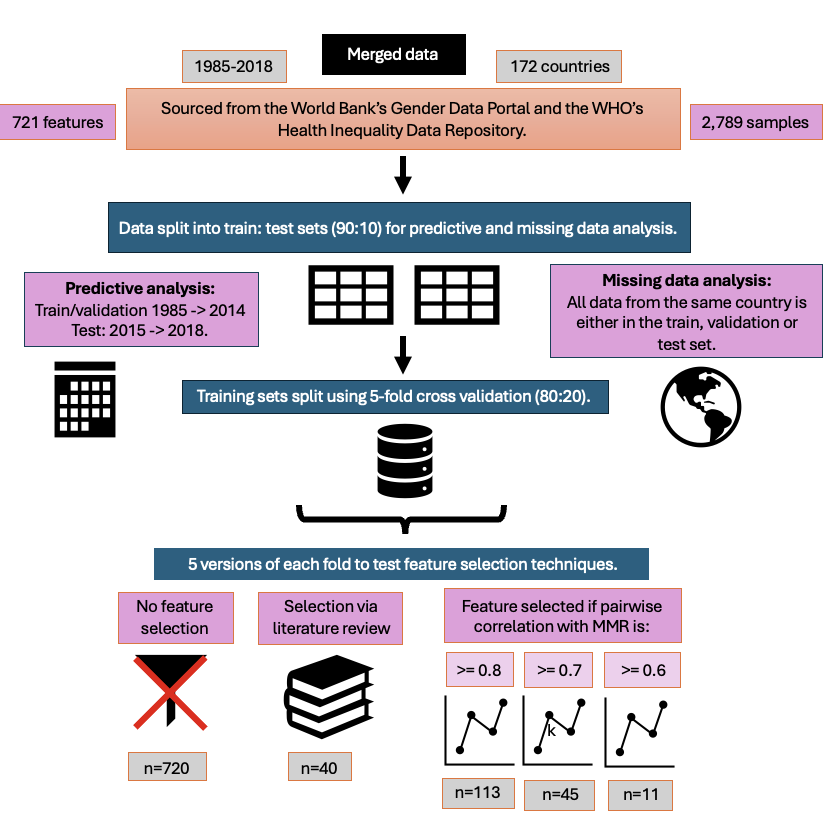 Merged data
1985-2018
172 countries
Sourced from the World Bank's Gender Data Portal and the WHO's
Health Inequality Data Repository.
721 features
2,789 samples
Data split into train: test sets (90:10) for predictive and missing data analysis.
Predictive analysis:
Train/validation 1985 -> 2014
Test: 2015 -> 2018.
Missing data analysis:
All data from the same country is
either in the train, validation or
test set.
Training sets split using 5-fold cross validation (80:20).
5 versions of each fold to test feature selection techniques.
No feature
selection
Selection via
literature review
Feature selected if pairwise
correlation with MMR is:
>= 0.8
>= 0.7
>= 0.6
k
n=720
n=40
n=113
n=45
n=11